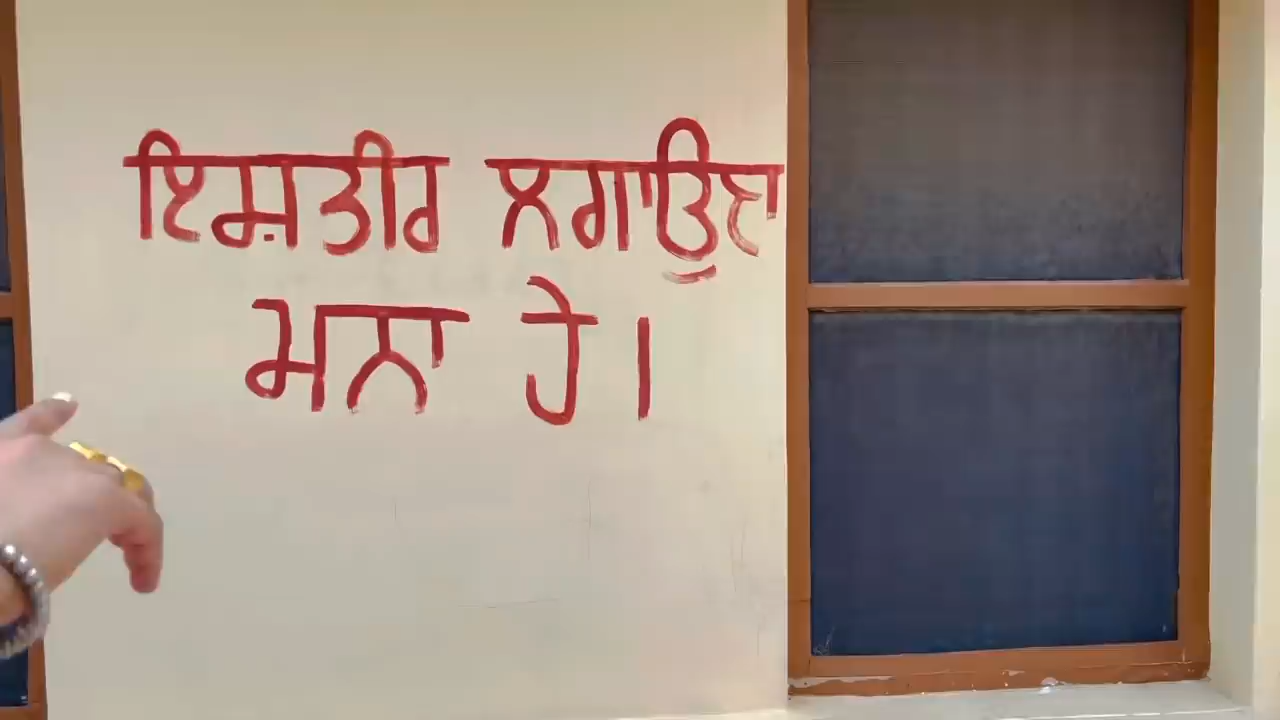 ਇਸ਼ਤੀਰ ਲਗਾਉਣਾ
ਮਨਾ ਹੇ।